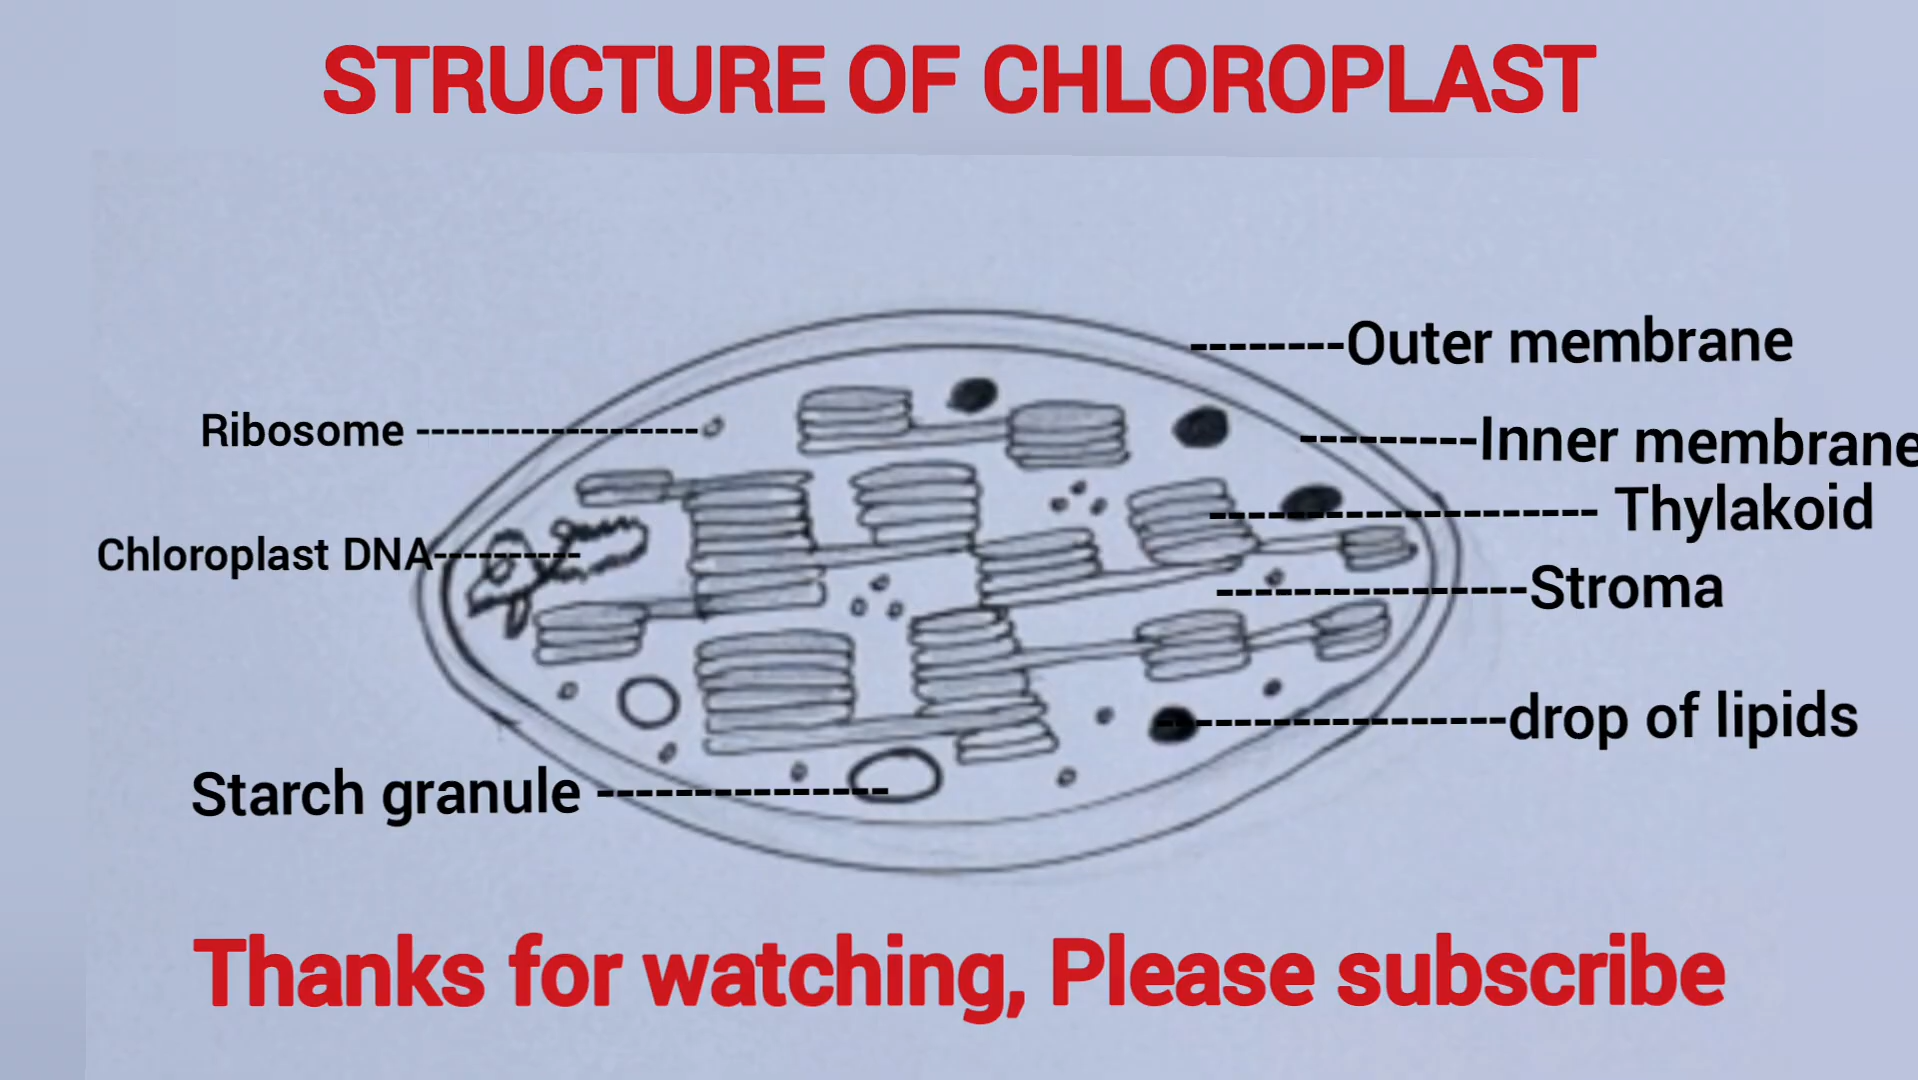 STRUCTURE OF CHLOROPLAST
Outer membrane
Ribosome
Inner membrane
Thylakoid
Chloroplast DNA
Stroma
drop of lipids
Starch granule
Thanks for watching, Please subscribe